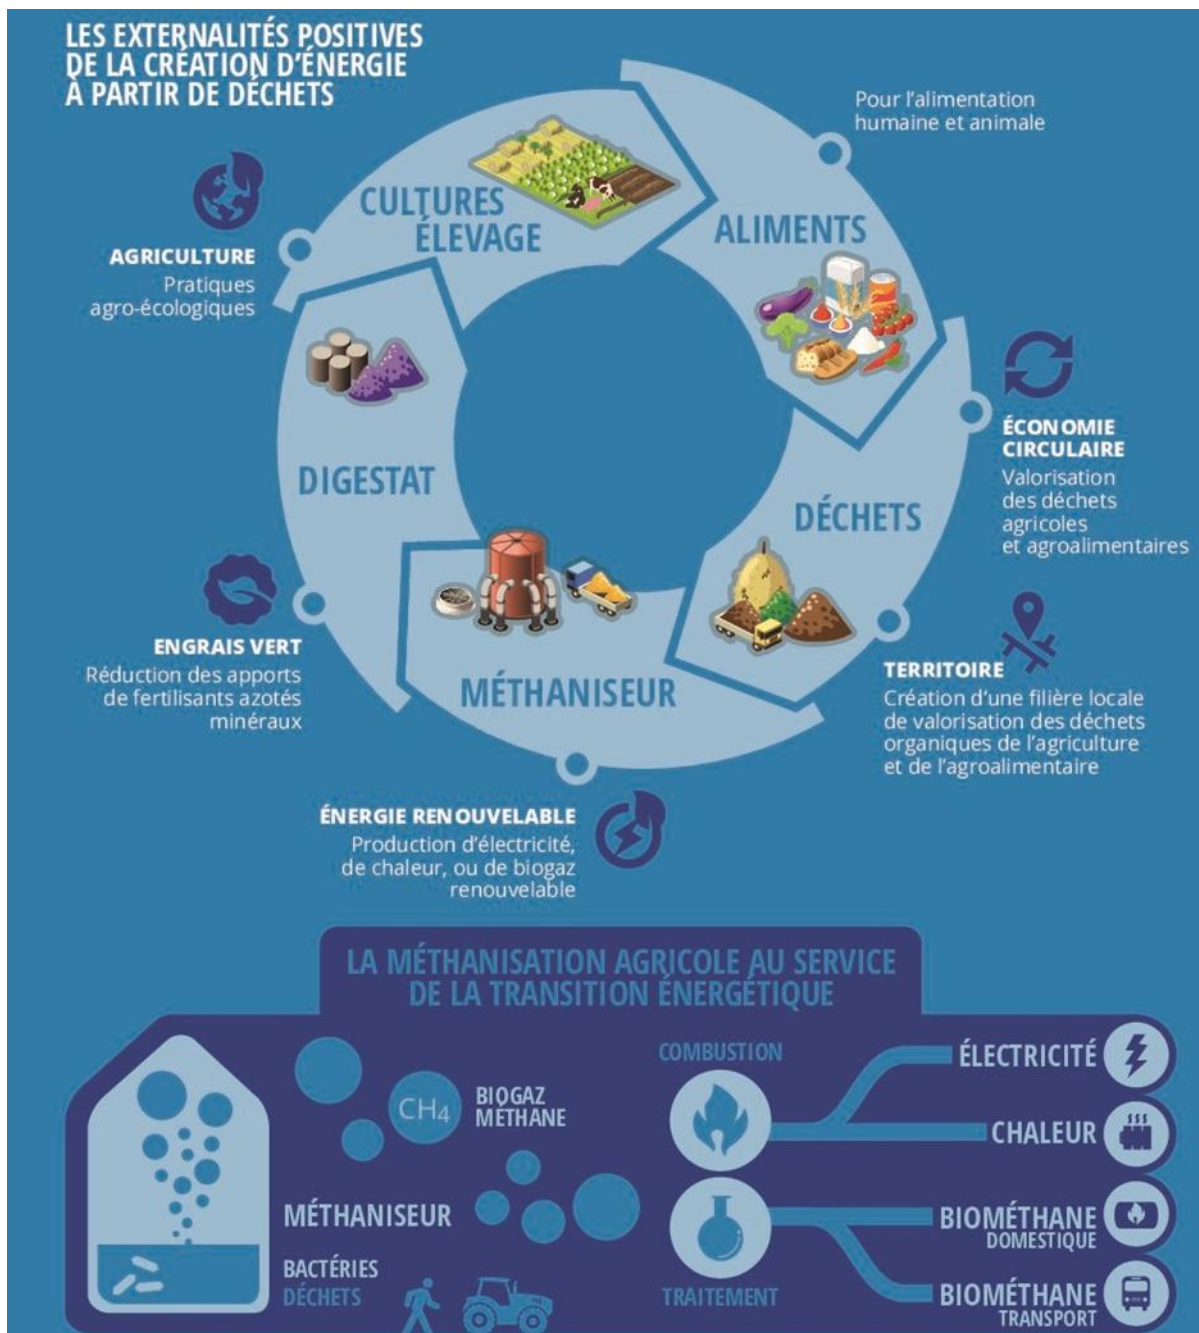 LES EXTERNALITÉS POSITIVES
DE LA CRÉATION D'ÉNERGIE
À PARTIR DE DÉCHETS
Pour l'alimentation
humaine et animale
CULTURES
ÉLEVAGE
ALIMENTS
AGRICULTURE
Pratiques
agro-écologiques
ÉCONOMIE
CIRCULAIRE
Valorisation
des déchets
agricoles
et agroalimentaires
DIGESTAT
DÉCHETS
ENGRAIS VERT
Réduction des apports
de fertilisants azotés
minéraux
MÉTHANISEUR
TERRITOIRE
Création d'une filière locale
de valorisation des déchets
organiques de l'agriculture
et de l'agroalimentaire
ÉNERGIE RENOUVELABLE
Production d'électricité,
de chaleur, ou de biogaz
renouvelable
LA MÉTHANISATION AGRICOLE AU SERVICE
DE LA TRANSITION ÉNERGÉTIQUE
CH4
BIOGAZ
MÉTHANE
MÉTHANISEUR
BACTÉRIES
DÉCHETS
COMBUSTION
TRAITEMENT
ÉLECTRICITÉ
CHALEUR
BIOMÉTHANE
DOMESTIQUE
BIOMÉTHANE
TRANSPORT